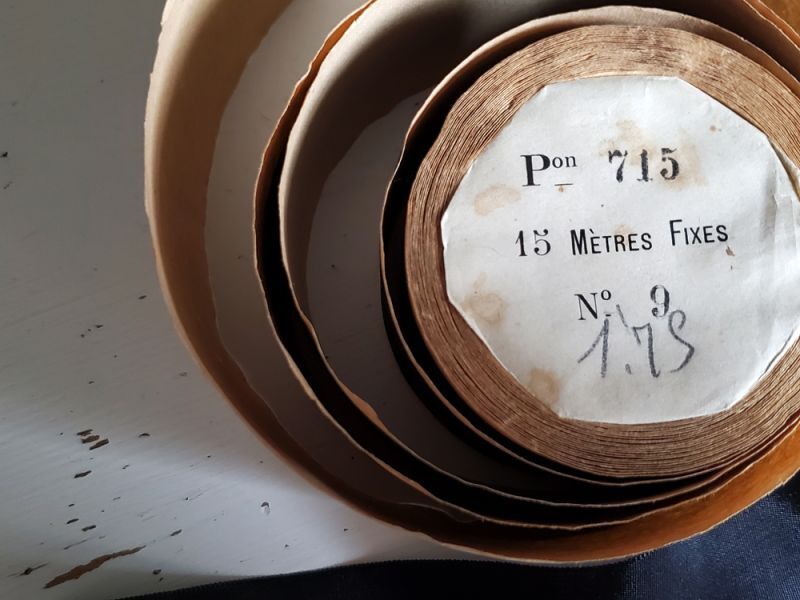 Pon 715
15 MÈTRES FIXES
No 9
1.75